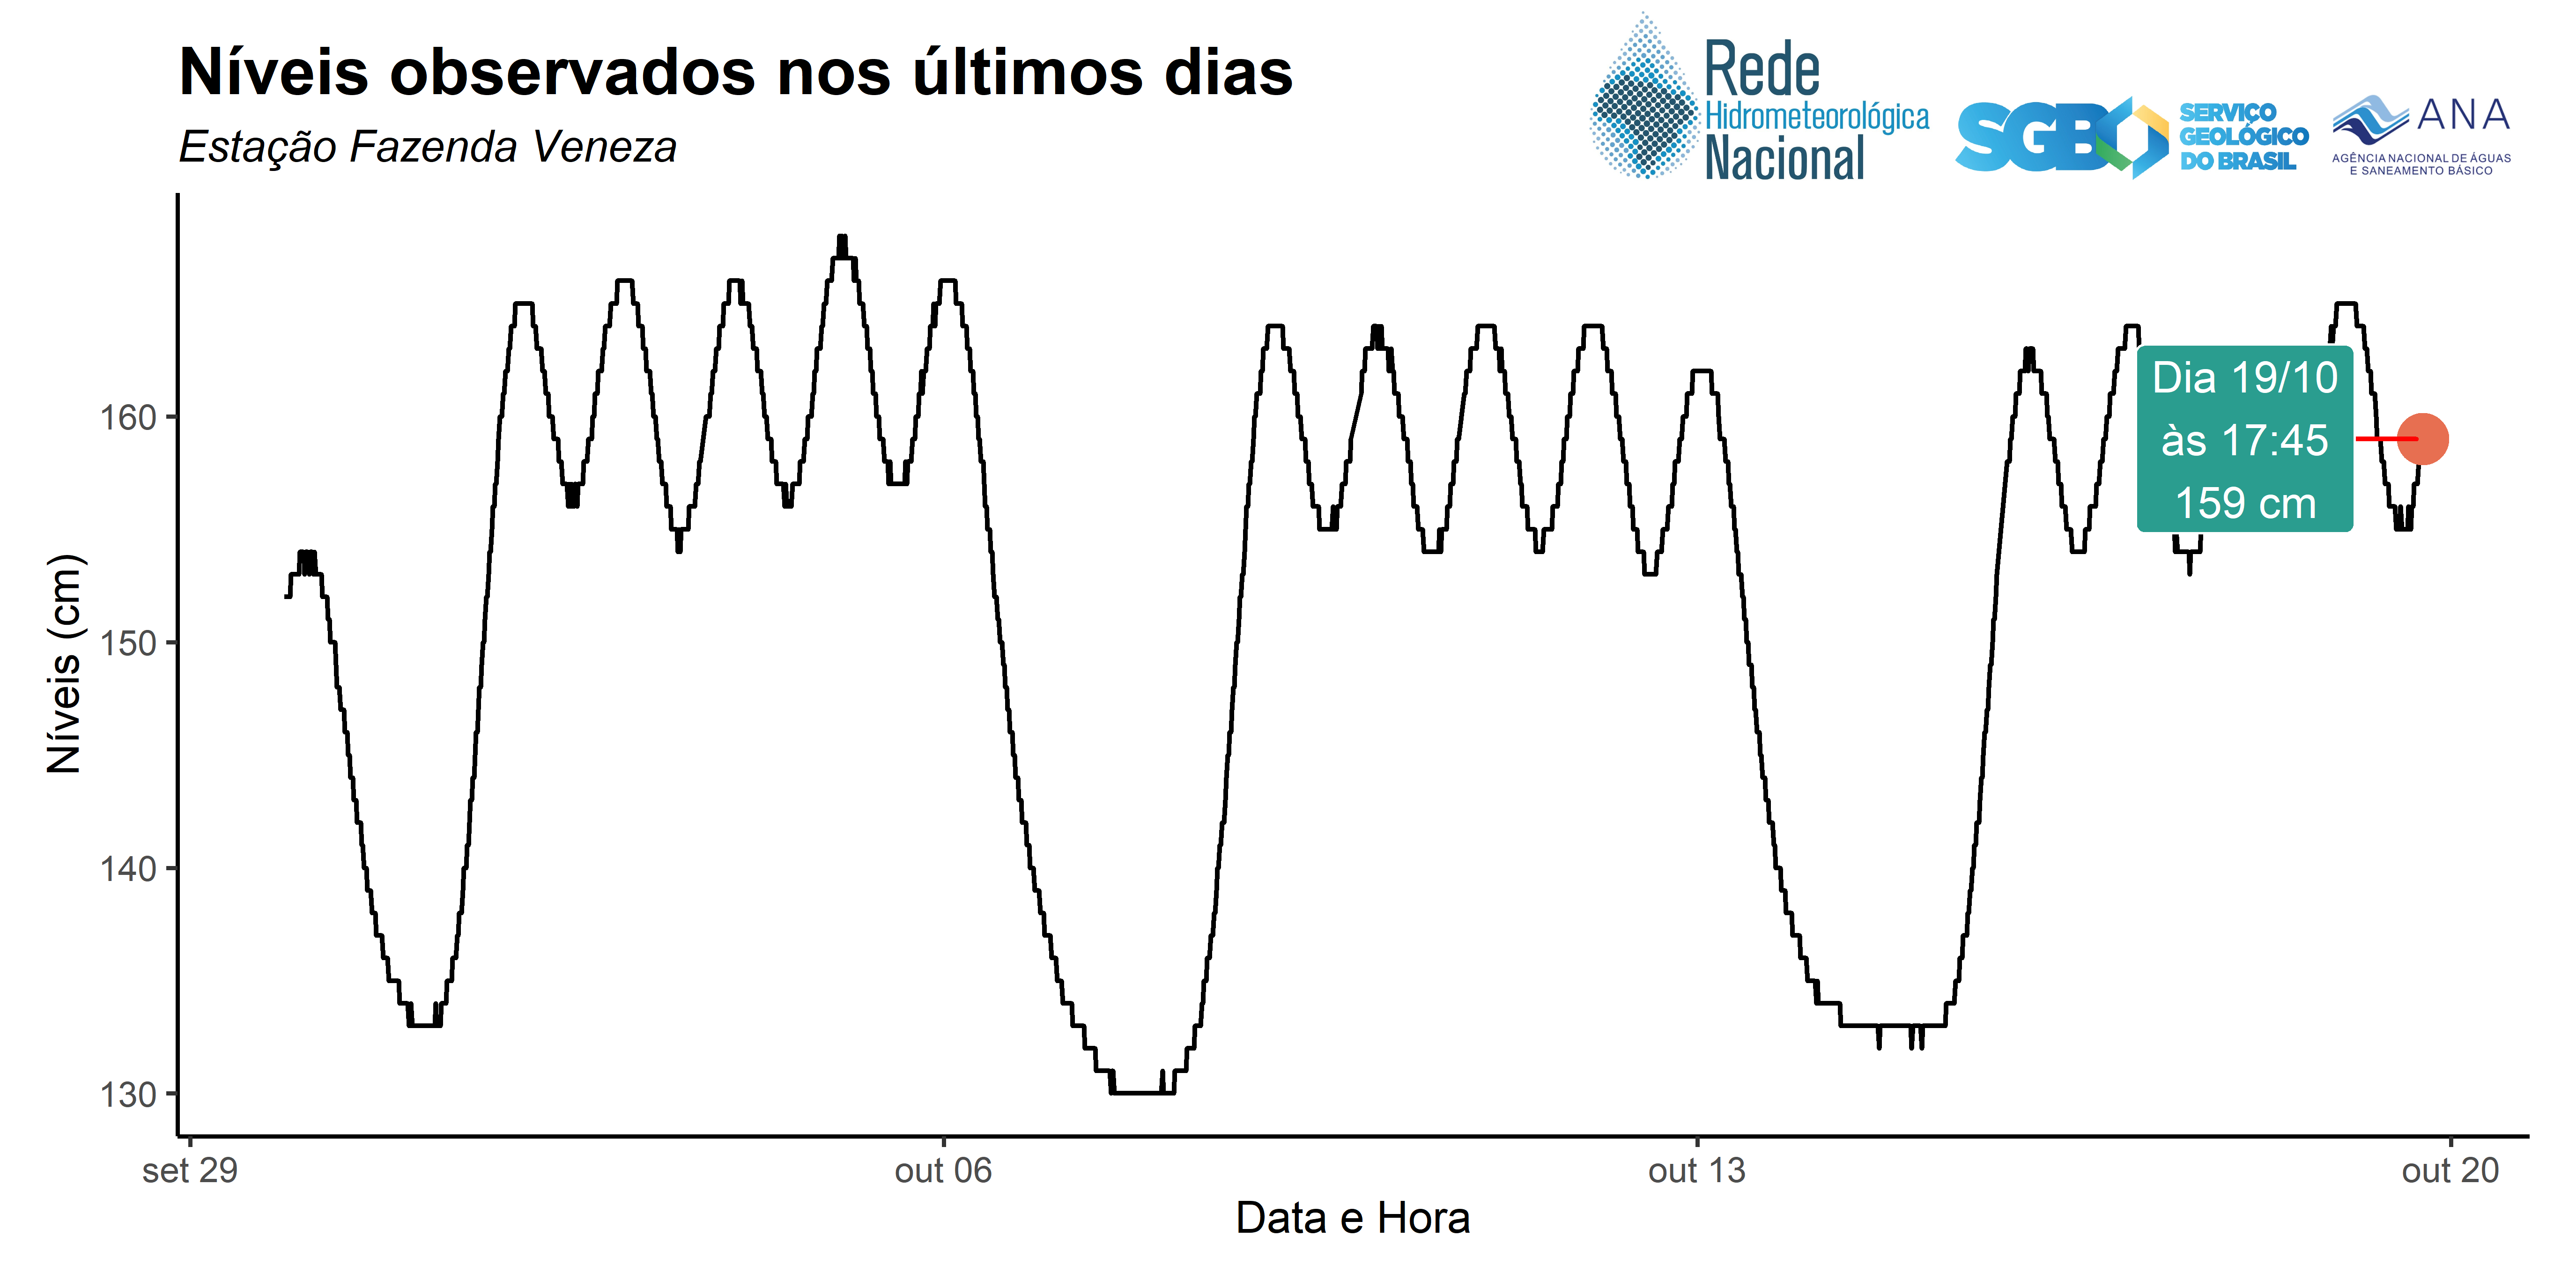 Níveis observados nos últimos dias
Estação Fazenda Veneza
Rede
Hidrometeorológica
Nacional
SGB
SERVIÇO
GEOLÓGICO
DO BRASIL
ANA
AGÊNCIA NACIONAL DE ÁGUAS
E SANEAMENTO BÁSICO
Níveis (cm)
160
150
140
130
Dia 19/10
às 17:45
159 cm
set 29
out 06
out 13
out 20
Data e Hora